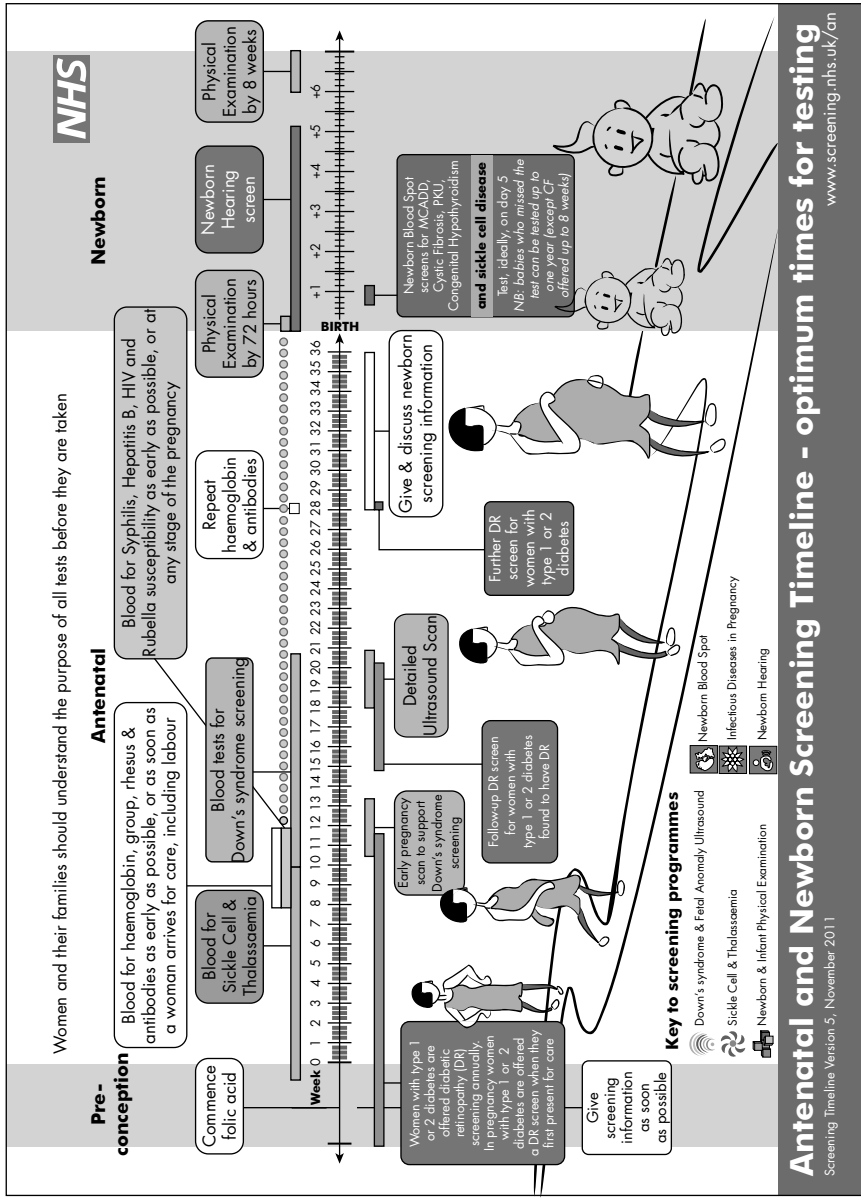 Women and their families should understand the purpose of all tests before they are taken
NHS
Pre-
conception
Antenatal
Newborn
Commence
folic acid
Blood for haemoglobin, group, rhesus &
antibodies as early as possible, or as soon as
a woman arrives for care, including labour
Blood for Syphilis, Hepatitis B, HIV and
Rubella susceptibility as early as possible, or at
any stage of the pregnancy
Blood for
Sickle Cell &
Thalassaemia
Blood tests for
Down's syndrome screening
Repeat
haemoglobin
& antibodies
Physical
Examination
by 72 hours
Newborn
Hearing
screen
Physical
Examination
by 8 weeks
Week 0 1 2 3 4 5 6 7 8 9 10 11 12 13 14 15 16 17 18 19 20 21 22 23 24 25 26 27 28 29 30 31 32 33 34 35 36
BIRTH
+1 +2 +3 +4 +5 +6
Women with type 1
or 2 diabetes are
offered diabetic
retinopathy (DR)
screening annually.
In pregnancy women
with type 1 or 2
diabetes are offered
a DR screen when they
first present for care
Give
screening
information
as soon
as possible
Early pregnancy
scan to support
Down's syndrome
screening
Follow-up DR screen
for women with
type 1 or 2 diabetes
found to have DR
Detailed
Ultrasound Scan
Further DR
screen for
women with
type 1 or 2
diabetes
Give & discuss newborn
screening information
Newborn Blood Spot
screens for MCADD,
Cystic Fibrosis, PKU,
Congenital Hypothyroidism
and sickle cell disease
Test, ideally, on day 5
NB: babies who missed the
test can be tested up to
one year (except CF
offered up to 8 weeks)
Key to screening programmes
Down's syndrome & Fetal Anomaly Ultrasound
Sickle Cell & Thalassaemia
Newborn & Infant Physical Examination
Newborn Blood Spot
Infectious Diseases in Pregnancy
Newborn Hearing
Antenatal and Newborn Screening Timeline - optimum times for testing
Screening Timeline Version 5, November 2011
www.screening.nhs.uk/an